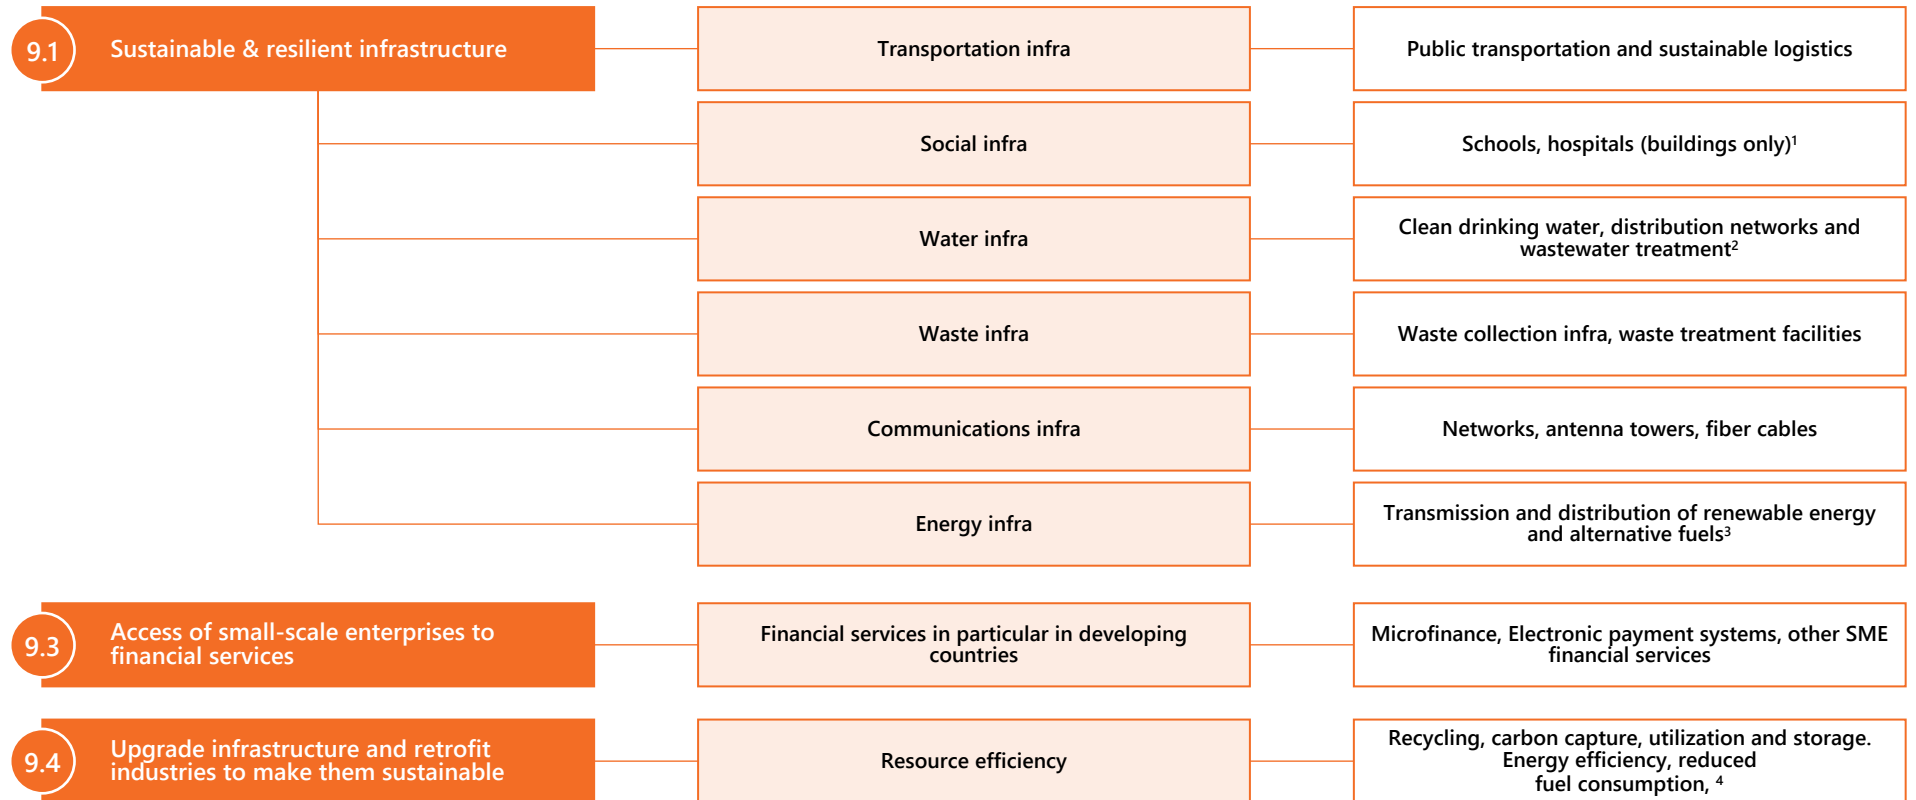 9.1
Sustainable & resilient infrastructure
Transportation infra
Public transportation and sustainable logistics
Social infra
Schools, hospitals (buildings only)¹
Water infra
Clean drinking water, distribution networks and
wastewater treatment²
Waste infra
Waste collection infra, waste treatment facilities
Communications infra
Networks, antenna towers, fiber cables
Energy infra
Transmission and distribution of renewable energy
and alternative fuels³
9.3
Access of small-scale enterprises to
financial services
Financial services in particular in developing
countries
Microfinance, Electronic payment systems, other SME
financial services
9.4
Upgrade infrastructure and retrofit
industries to make them sustainable
Resource efficiency
Recycling, carbon capture, utilization and storage.
Energy efficiency, reduced
fuel consumption, ⁴